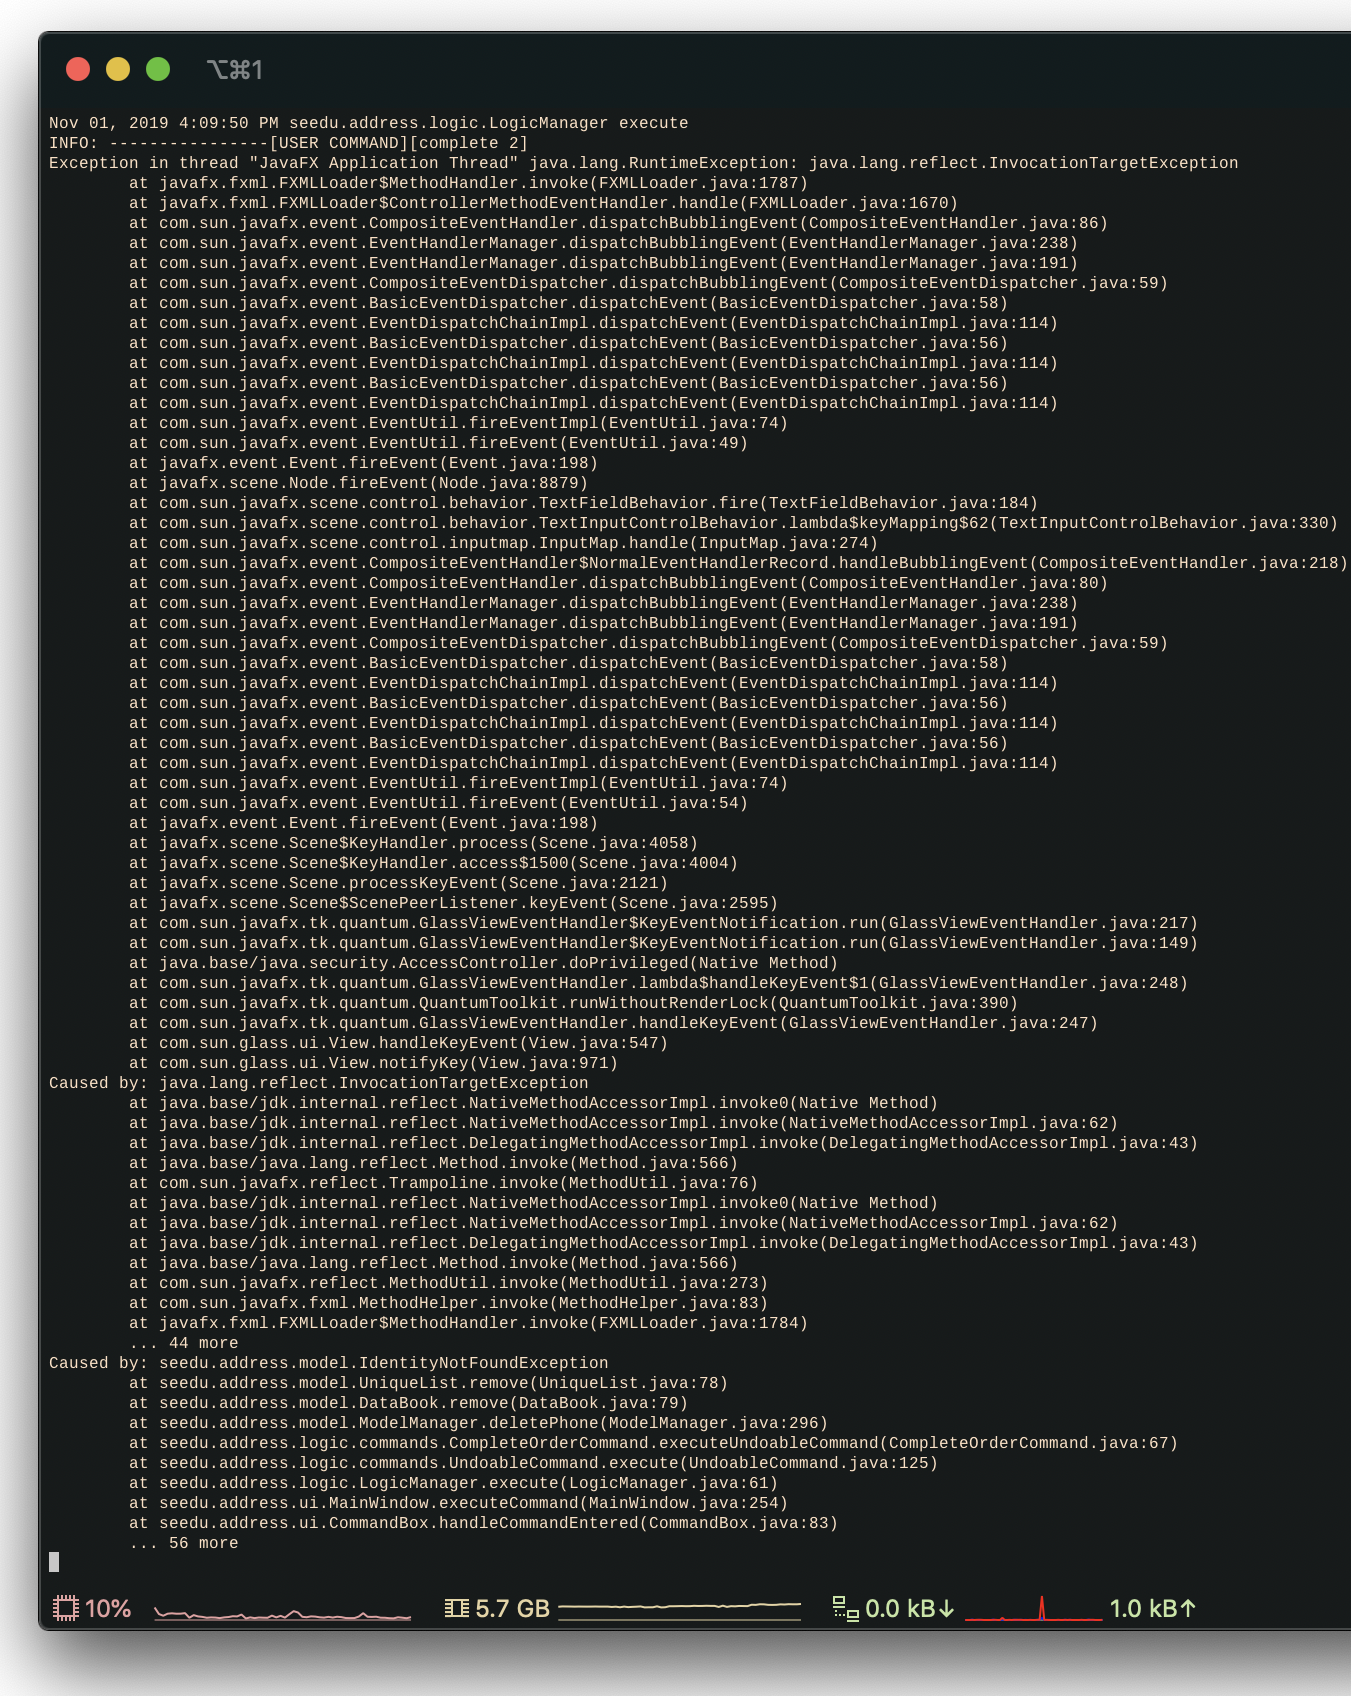 ⌥⌘1
Nov 01, 2019 4:09:50 PM seedu.address.logic.LogicManager execute
INFO: ----------------[USER COMMAND][complete 2]
Exception in thread "JavaFX Application Thread" java.lang.RuntimeException: java.lang.reflect.InvocationTargetException
        at javafx.fxml.FXMLLoader$MethodHandler.invoke(FXMLLoader.java:1787)
        at javafx.fxml.FXMLLoader$ControllerMethodEventHandler.handle(FXMLLoader.java:1670)
        at com.sun.javafx.event.CompositeEventHandler.dispatchBubblingEvent(CompositeEventHandler.java:86)
        at com.sun.javafx.event.EventHandlerManager.dispatchBubblingEvent(EventHandlerManager.java:238)
        at com.sun.javafx.event.EventHandlerManager.dispatchBubblingEvent(EventHandlerManager.java:191)
        at com.sun.javafx.event.CompositeEventDispatcher.dispatchBubblingEvent(CompositeEventDispatcher.java:59)
        at com.sun.javafx.event.BasicEventDispatcher.dispatchEvent(BasicEventDispatcher.java:58)
        at com.sun.javafx.event.EventDispatchChainImpl.dispatchEvent(EventDispatchChainImpl.java:114)
        at com.sun.javafx.event.BasicEventDispatcher.dispatchEvent(BasicEventDispatcher.java:56)
        at com.sun.javafx.event.EventDispatchChainImpl.dispatchEvent(EventDispatchChainImpl.java:114)
        at com.sun.javafx.event.BasicEventDispatcher.dispatchEvent(BasicEventDispatcher.java:56)
        at com.sun.javafx.event.EventDispatchChainImpl.dispatchEvent(EventDispatchChainImpl.java:114)
        at com.sun.javafx.event.EventUtil.fireEventImpl(EventUtil.java:74)
        at com.sun.javafx.event.EventUtil.fireEvent(EventUtil.java:49)
        at javafx.event.Event.fireEvent(Event.java:198)
        at javafx.scene.Node.fireEvent(Node.java:8879)
        at com.sun.javafx.scene.control.behavior.TextFieldBehavior.fire(TextFieldBehavior.java:184)
        at com.sun.javafx.scene.control.behavior.TextInputControlBehavior.lambda$keyMapping$62(TextInputControlBehavior.java:330)
        at com.sun.javafx.scene.control.inputmap.InputMap.handle(InputMap.java:274)
        at com.sun.javafx.event.CompositeEventHandler$NormalEventHandlerRecord.handleBubblingEvent(CompositeEventHandler.java:218)
        at com.sun.javafx.event.CompositeEventHandler.dispatchBubblingEvent(CompositeEventHandler.java:80)
        at com.sun.javafx.event.EventHandlerManager.dispatchBubblingEvent(EventHandlerManager.java:238)
        at com.sun.javafx.event.EventHandlerManager.dispatchBubblingEvent(EventHandlerManager.java:191)
        at com.sun.javafx.event.CompositeEventDispatcher.dispatchBubblingEvent(CompositeEventDispatcher.java:59)
        at com.sun.javafx.event.BasicEventDispatcher.dispatchEvent(BasicEventDispatcher.java:58)
        at com.sun.javafx.event.EventDispatchChainImpl.dispatchEvent(EventDispatchChainImpl.java:114)
        at com.sun.javafx.event.BasicEventDispatcher.dispatchEvent(BasicEventDispatcher.java:56)
        at com.sun.javafx.event.EventDispatchChainImpl.dispatchEvent(EventDispatchChainImpl.java:114)
        at com.sun.javafx.event.BasicEventDispatcher.dispatchEvent(BasicEventDispatcher.java:56)
        at com.sun.javafx.event.EventDispatchChainImpl.dispatchEvent(EventDispatchChainImpl.java:114)
        at com.sun.javafx.event.EventUtil.fireEventImpl(EventUtil.java:74)
        at com.sun.javafx.event.EventUtil.fireEvent(EventUtil.java:54)
        at javafx.event.Event.fireEvent(Event.java:198)
        at javafx.scene.Scene$KeyHandler.process(Scene.java:4058)
        at javafx.scene.Scene$KeyHandler.access$1500(Scene.java:4004)
        at javafx.scene.Scene.processKeyEvent(Scene.java:2121)
        at javafx.scene.Scene$ScenePeerListener.keyEvent(Scene.java:2595)
        at com.sun.javafx.tk.quantum.GlassViewEventHandler$KeyEventNotification.run(GlassViewEventHandler.java:217)
        at com.sun.javafx.tk.quantum.GlassViewEventHandler$KeyEventNotification.run(GlassViewEventHandler.java:149)
        at java.base/java.security.AccessController.doPrivileged(Native Method)
        at com.sun.javafx.tk.quantum.GlassViewEventHandler.lambda$handleKeyEvent$1(GlassViewEventHandler.java:248)
        at com.sun.javafx.tk.quantum.QuantumToolkit.runWithoutRenderLock(QuantumToolkit.java:390)
        at com.sun.javafx.tk.quantum.GlassViewEventHandler.handleKeyEvent(GlassViewEventHandler.java:247)
        at com.sun.glass.ui.View.handleKeyEvent(View.java:547)
        at com.sun.glass.ui.View.notifyKey(View.java:971)
Caused by: java.lang.reflect.InvocationTargetException
        at java.base/jdk.internal.reflect.NativeMethodAccessorImpl.invoke0(Native Method)
        at java.base/jdk.internal.reflect.NativeMethodAccessorImpl.invoke(NativeMethodAccessorImpl.java:62)
        at java.base/jdk.internal.reflect.DelegatingMethodAccessorImpl.invoke(DelegatingMethodAccessorImpl.java:43)
        at java.base/java.lang.reflect.Method.invoke(Method.java:566)
        at com.sun.javafx.reflect.Trampoline.invoke(MethodUtil.java:76)
        at java.base/jdk.internal.reflect.NativeMethodAccessorImpl.invoke0(Native Method)
        at java.base/jdk.internal.reflect.NativeMethodAccessorImpl.invoke(NativeMethodAccessorImpl.java:62)
        at java.base/jdk.internal.reflect.DelegatingMethodAccessorImpl.invoke(DelegatingMethodAccessorImpl.java:43)
        at java.base/java.lang.reflect.Method.invoke(Method.java:566)
        at com.sun.javafx.reflect.MethodUtil.invoke(MethodUtil.java:273)
        at com.sun.javafx.fxml.MethodHelper.invoke(MethodHelper.java:83)
        at javafx.fxml.FXMLLoader$MethodHandler.invoke(FXMLLoader.java:1784)
        ... 44 more
Caused by: seedu.address.model.IdentityNotFoundException
        at seedu.address.model.UniqueList.remove(UniqueList.java:78)
        at seedu.address.model.DataBook.remove(DataBook.java:79)
        at seedu.address.model.ModelManager.deletePhone(ModelManager.java:296)
        at seedu.address.logic.commands.CompleteOrderCommand.executeUndoableCommand(CompleteOrderCommand.java:67)
        at seedu.address.logic.commands.UndoableCommand.execute(UndoableCommand.java:125)
        at seedu.address.logic.LogicManager.execute(LogicManager.java:61)
        at seedu.address.ui.MainWindow.executeCommand(MainWindow.java:254)
        at seedu.address.ui.CommandBox.handleCommandEntered(CommandBox.java:83)
        ... 56 more
10% 5.7 GB 0.0 kB↓ 1.0 kB↑